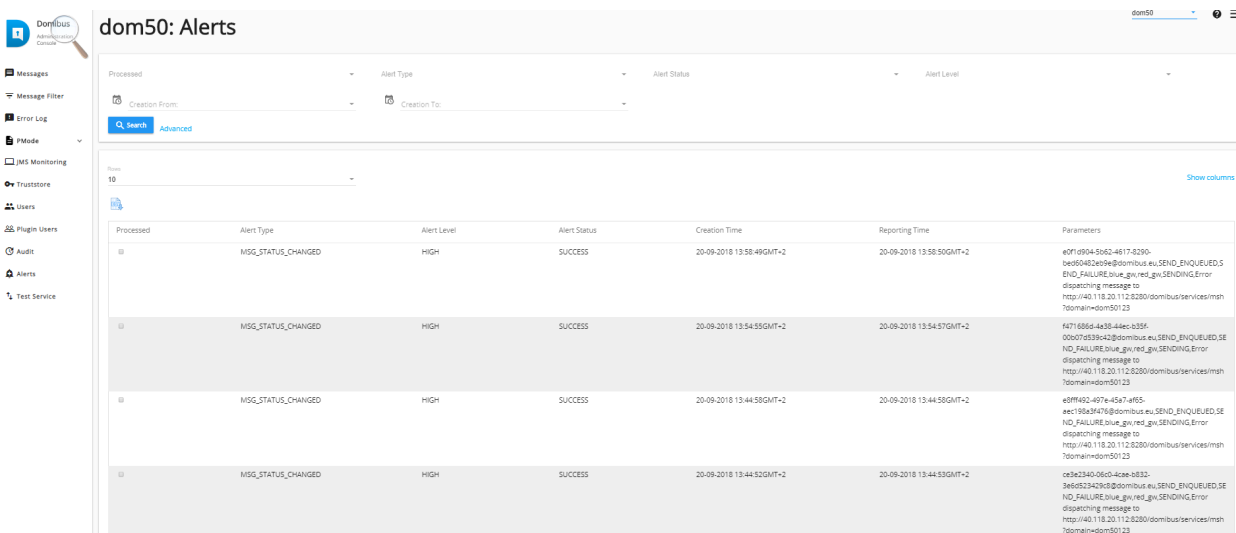 dom50
Domibus
Administration
Console
dom50: Alerts
Messages
Message Filter
Error Log
PMode
JMS Monitoring
Truststore
Users
Plugin Users
Audit
Alerts
Test Service
Processed Alert Type Alert Status Alert Level
Creation From: Creation To:
Search Advanced
Rows
10
Show columns
Processed Alert Type Alert Level Alert Status Creation Time Reporting Time Parameters
MSG_STATUS_CHANGED HIGH SUCCESS 20-09-2018 13:58:49GMT+2 20-09-2018 13:58:50GMT+2 e0f1d904-5b62-4617-8290-
bed60482eb9e@domibus.eu,SEND_ENQUEUED,S
END_FAILURE,blue_gw,red_gw,SENDING,Error
dispatching message to
http://40.118.20.112:8280/domibus/services/msh
?domain=dom50123
MSG_STATUS_CHANGED HIGH SUCCESS 20-09-2018 13:54:55GMT+2 20-09-2018 13:54:57GMT+2 f471686d-4a38-44ec-b35f-
00b07d539c42@domibus.eu,SEND_ENQUEUED,SE
ND_FAILURE,blue_gw,red_gw,SENDING,Error
dispatching message to
http://40.118.20.112:8280/domibus/services/msh
?domain=dom50123
MSG_STATUS_CHANGED HIGH SUCCESS 20-09-2018 13:44:58GMT+2 20-09-2018 13:44:58GMT+2 e8fff492-497e-45a7-af65-
aec198a3f476@domibus.eu,SEND_ENQUEUED,SE
ND_FAILURE,blue_gw,red_gw,SENDING,Error
dispatching message to
http://40.118.20.112:8280/domibus/services/msh
?domain=dom50123
MSG_STATUS_CHANGED HIGH SUCCESS 20-09-2018 13:44:52GMT+2 20-09-2018 13:44:53GMT+2 ce3e2340-06c0-4cae-b832-
3e6d523429c8@domibus.eu,SEND_ENQUEUED,SE
ND_FAILURE,blue_gw,red_gw,SENDING,Error
dispatching message to
http://40.118.20.112:8280/domibus/services/msh
?domain=dom50123